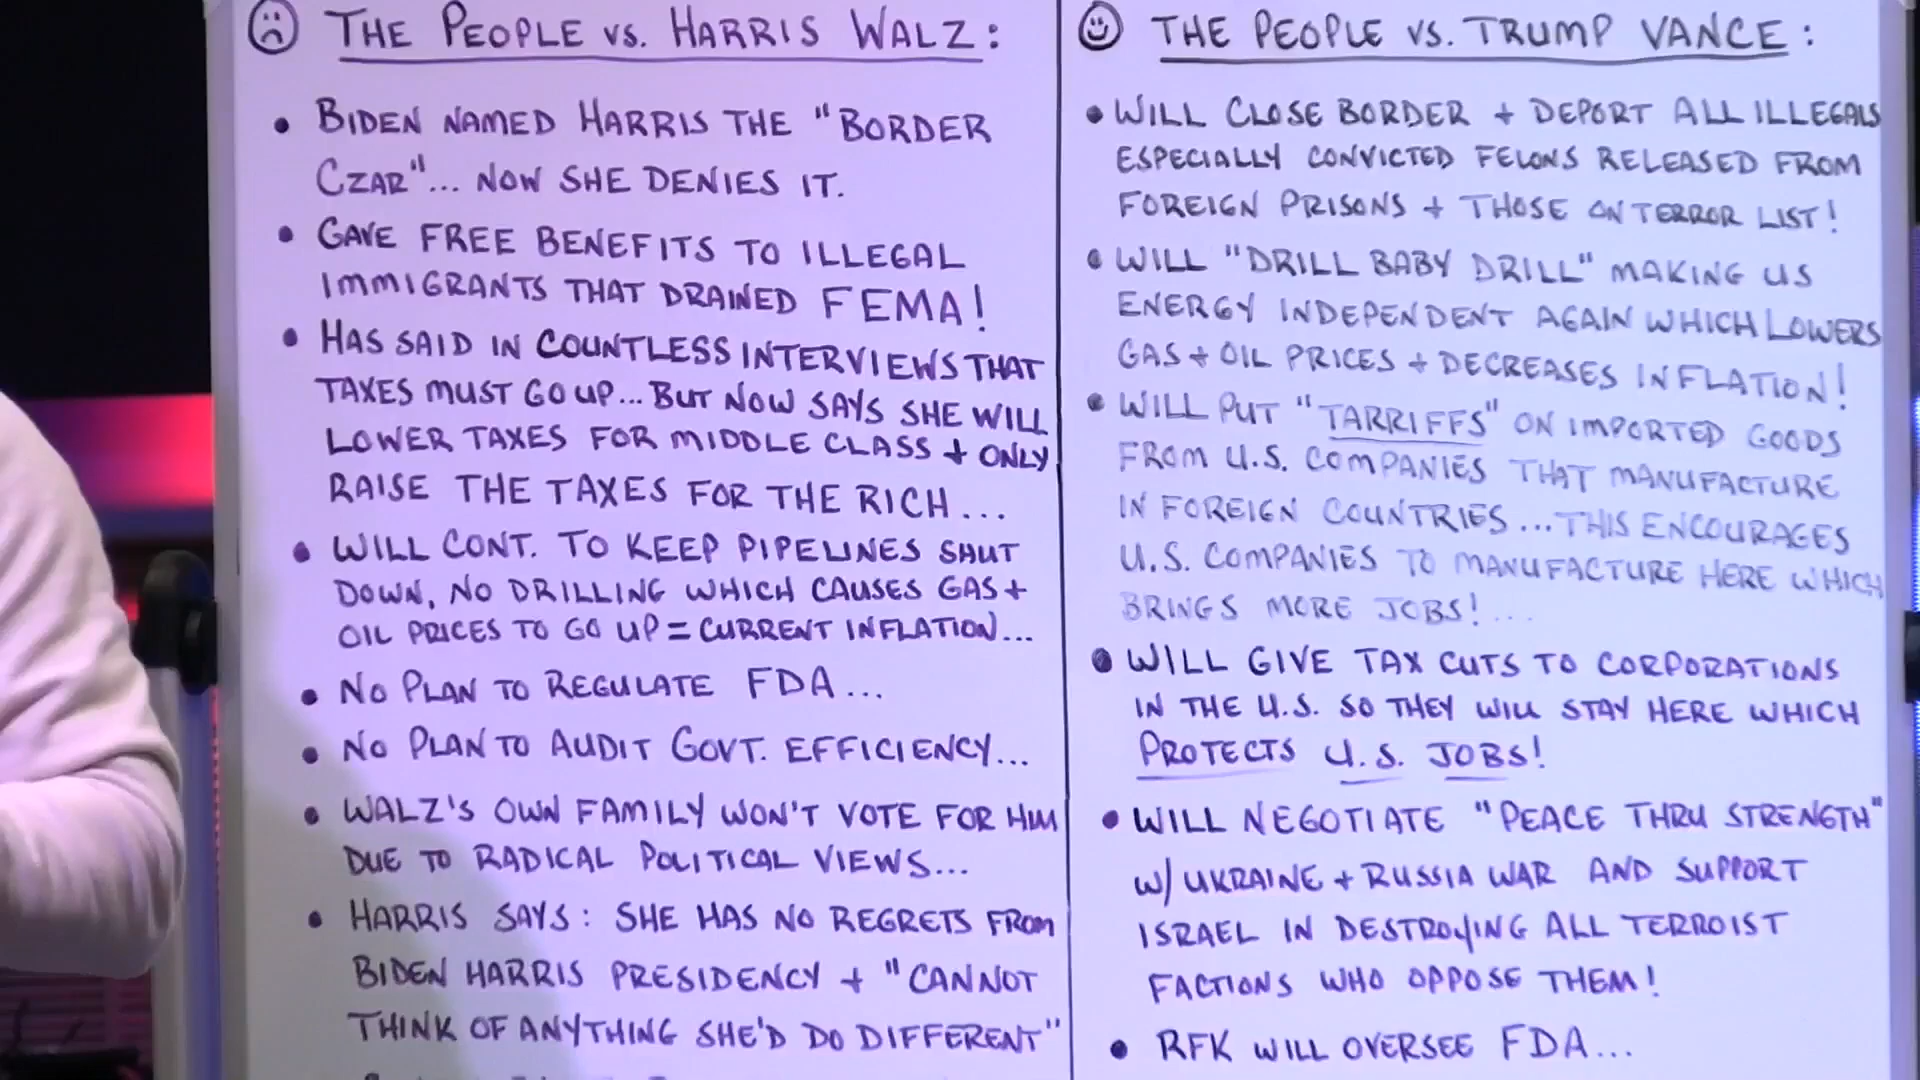 THE PEOPLE VS. HARRIS WALZ:
• BIDEN NAMED HARRIS THE "BORDER
CZAR"... NOW SHE DENIES IT.
• GAVE FREE BENEFITS TO ILLEGAL
IMMIGRANTS THAT DRAINED FEMA!
• HAS SAID IN COUNTLESS INTERVIEWS THAT
TAXES MUST GO UP... BUT NOW SAYS SHE WILL
LOWER TAXES FOR MIDDLE CLASS + ONLY
RAISE THE TAXES FOR THE RICH...
• WILL CONT. TO KEEP PIPELINES SHUT
DOWN, NO DRILLING WHICH CAUSES GAS +
OIL PRICES TO GO UP = CURRENT INFLATION...
• NO PLAN TO REGULATE FDA...
• NO PLAN TO AUDIT GOVT. EFFICIENCY...
• WALZ'S OWN FAMILY WON'T VOTE FOR HIM
DUE TO RADICAL POLITICAL VIEWS...
• HARRIS SAYS: SHE HAS NO REGRETS FROM
BIDEN HARRIS PRESIDENCY + "CANNOT
THINK OF ANYTHING SHE'D DO DIFFERENT"
THE PEOPLE VS. TRUMP VANCE:
• WILL CLOSE BORDER + DEPORT ALL ILLEGALS
ESPECIALLY CONVICTED FELONS RELEASED FROM
FOREIGN PRISONS + THOSE ON TERROR LIST!
• WILL "DRILL BABY DRILL" MAKING US
ENERGY INDEPENDENT AGAIN WHICH LOWERS
GAS + OIL PRICES + DECREASES INFLATION!
• WILL PUT "TARRIFFS" ON IMPORTED GOODS
FROM U.S. COMPANIES THAT MANUFACTURE
IN FOREIGN COUNTRIES... THIS ENCOURAGES
U.S. COMPANIES TO MANUFACTURE HERE WHICH
BRINGS MORE JOBS!...
• WILL GIVE TAX CUTS TO CORPORATIONS
IN THE U.S. SO THEY WILL STAY HERE WHICH
PROTECTS U.S. JOBS!
• WILL NEGOTIATE "PEACE THRU STRENGTH"
W/ UKRAINE + RUSSIA WAR AND SUPPORT
ISRAEL IN DESTROYING ALL TERROIST
FACTIONS WHO OPPOSE THEM!
• RFK WILL OVERSEE FDA...